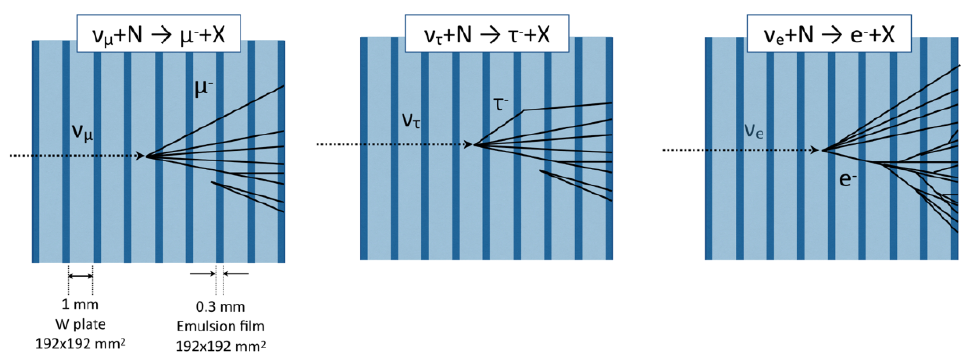 νμ+N → μ-+X
ντ+N → τ-+X
νe+N → e-+X
μ-
νμ
τ-
ντ
νe
e-
1 mm
W plate
192x192 mm²
0.3 mm
Emulsion film
192x192 mm²